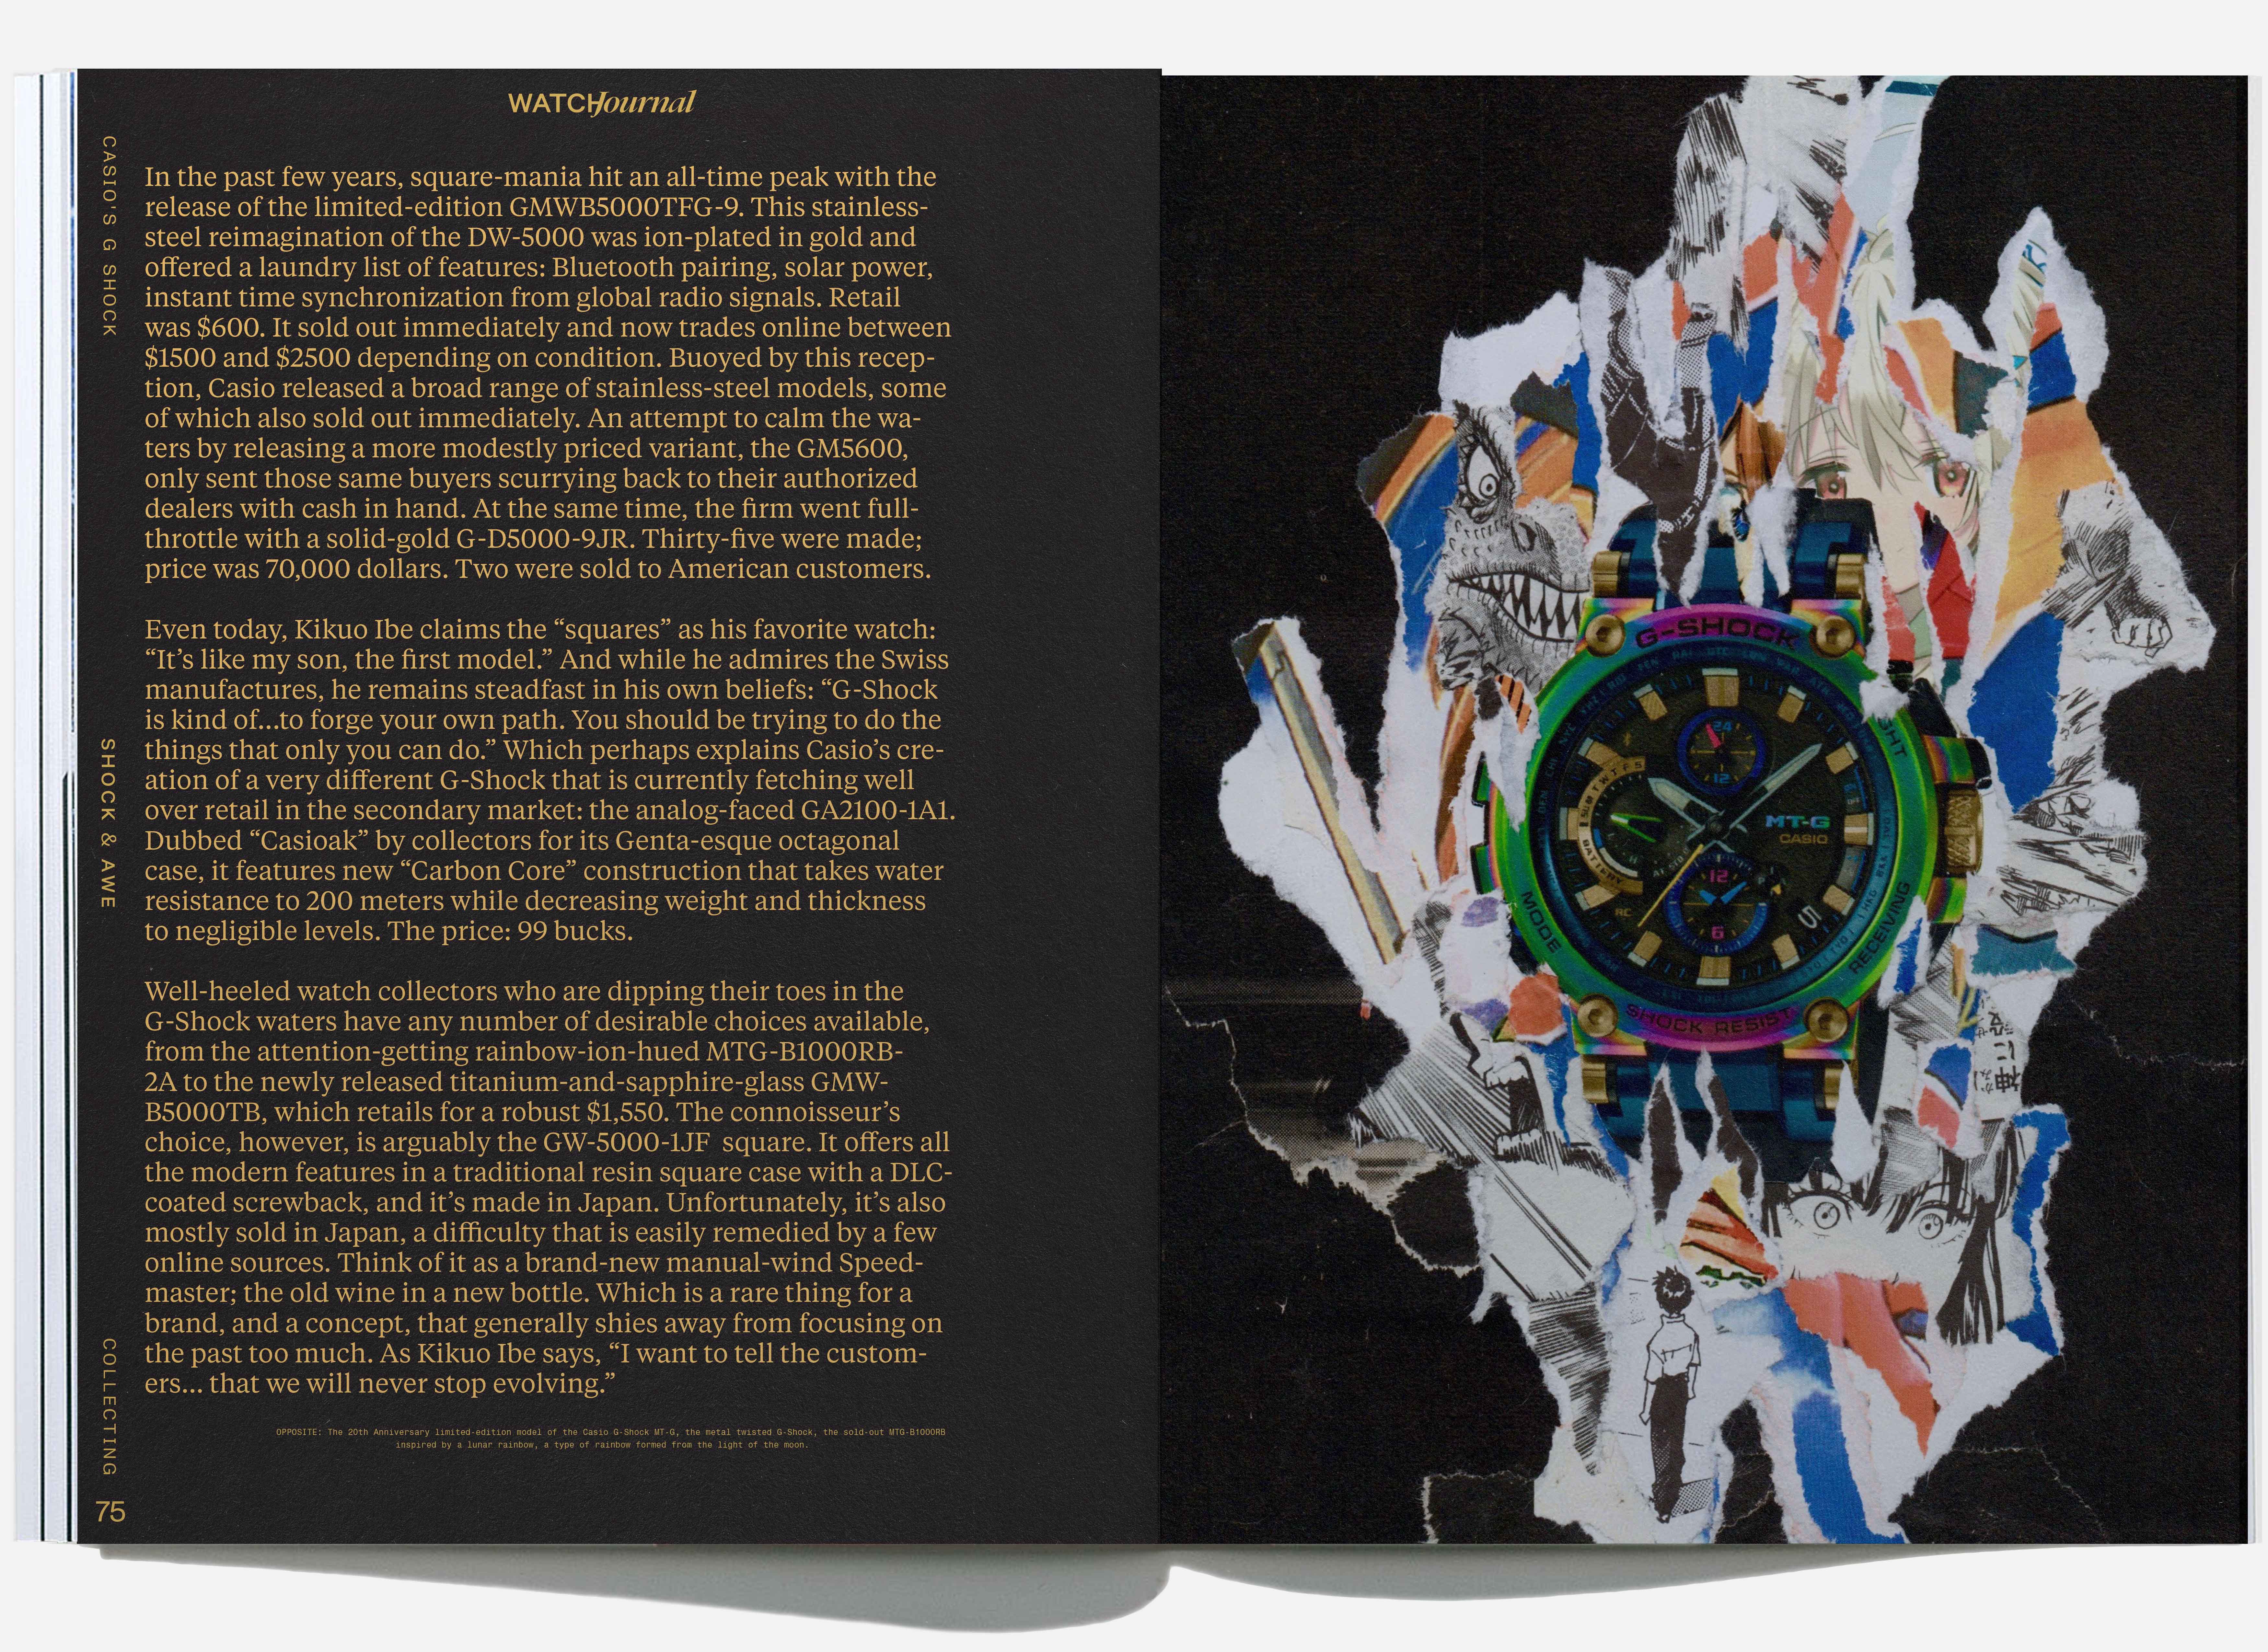 WATCHJournal
CASIO'S G SHOCK
SHOCK & AWE
COLLECTING
75
In the past few years, square-mania hit an all-time peak with the
release of the limited-edition GMWB5000TFG-9. This stainless-
steel reimagination of the DW-5000 was ion-plated in gold and
offered a laundry list of features: Bluetooth pairing, solar power,
instant time synchronization from global radio signals. Retail
was $600. It sold out immediately and now trades online between
$1500 and $2500 depending on condition. Buoyed by this recep-
tion, Casio released a broad range of stainless-steel models, some
of which also sold out immediately. An attempt to calm the wa-
ters by releasing a more modestly priced variant, the GM5600,
only sent those same buyers scurrying back to their authorized
dealers with cash in hand. At the same time, the firm went full-
throttle with a solid-gold G-D5000-9JR. Thirty-five were made;
price was 70,000 dollars. Two were sold to American customers.
Even today, Kikuo Ibe claims the “squares” as his favorite watch:
“It’s like my son, the first model.” And while he admires the Swiss
manufactures, he remains steadfast in his own beliefs: “G-Shock
is kind of...to forge your own path. You should be trying to do the
things that only you can do.” Which perhaps explains Casio’s cre-
ation of a very different G-Shock that is currently fetching well
over retail in the secondary market: the analog-faced GA2100-1A1.
Dubbed “Casioak” by collectors for its Genta-esque octagonal
case, it features new “Carbon Core” construction that takes water
resistance to 200 meters while decreasing weight and thickness
to negligible levels. The price: 99 bucks.
Well-heeled watch collectors who are dipping their toes in the
G-Shock waters have any number of desirable choices available,
from the attention-getting rainbow-ion-hued MTG-B1000RB-
2A to the newly released titanium-and-sapphire-glass GMW-
B5000TB, which retails for a robust $1,550. The connoisseur’s
choice, however, is arguably the GW-5000-1JF square. It offers all
the modern features in a traditional resin square case with a DLC-
coated screwback, and it’s made in Japan. Unfortunately, it’s also
mostly sold in Japan, a difficulty that is easily remedied by a few
online sources. Think of it as a brand-new manual-wind Speed-
master; the old wine in a new bottle. Which is a rare thing for a
brand, and a concept, that generally shies away from focusing on
the past too much. As Kikuo Ibe says, “I want to tell the custom-
ers... that we will never stop evolving.”
OPPOSITE: The 20th Anniversary limited-edition model of the Casio G-Shock MT-G, the metal twisted G-Shock, the sold-out MTG-B1000RB
inspired by a lunar rainbow, a type of rainbow formed from the light of the moon.
G-SHOCK
24
12
MT-G
CASIO
BATTERY
12
6
RC
S
MODE
RECEIVING
SHOCK RESIST